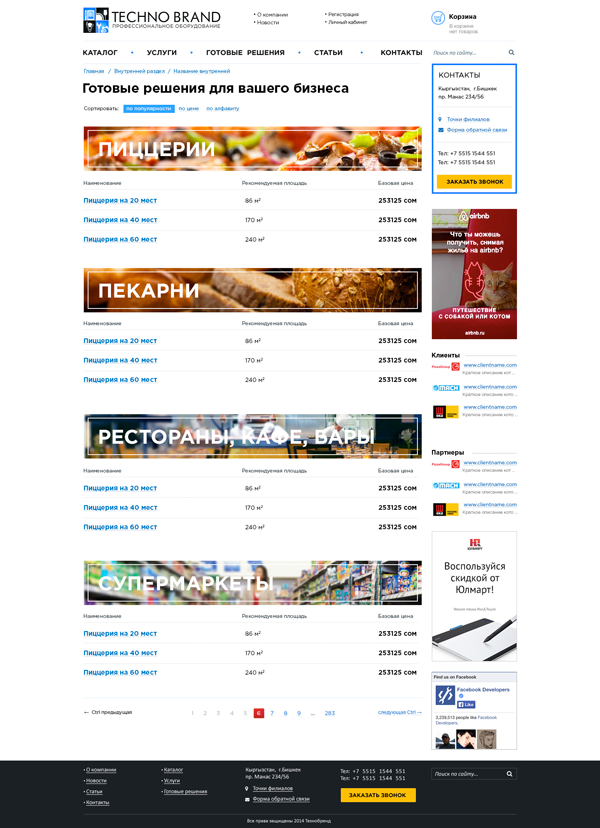 TECHNO BRAND
ПРОФЕССИОНАЛЬНОЕ ОБОРУДОВАНИЕ
• О компании
• Новости
• Регистрация
• Личный кабинет
Корзина
В корзине
нет товаров
КАТАЛОГ • УСЛУГИ • ГОТОВЫЕ РЕШЕНИЯ • СТАТЬИ • КОНТАКТЫ
Поиск по сайту...
Главная / Внутренний раздел / Название внутренней
Готовые решения для вашего бизнеса
Сортировать: по популярности по цене по алфавиту
КОНТАКТЫ
Кыргызстан, г.Бишкек
пр. Манас 234/56
Точки филиалов
Форма обратной связи
Тел: +7 5515 1544 551
Тел: +7 5515 1544 551
ЗАКАЗАТЬ ЗВОНОК
ПИЦЦЕРИИ
Наименование Рекомендуемая площадь Базовая цена
Пиццерия на 20 мест 86 м² 253125 сом
Пиццерия на 40 мест 170 м² 253125 сом
Пиццерия на 60 мест 240 м² 253125 сом
ПЕКАРНИ
Наименование Рекомендуемая площадь Базовая цена
Пиццерия на 20 мест 86 м² 253125 сом
Пиццерия на 40 мест 170 м² 253125 сом
Пиццерия на 60 мест 240 м² 253125 сом
РЕСТОРАНЫ, КАФЕ, БАРЫ
Наименование Рекомендуемая площадь Базовая цена
Пиццерия на 20 мест 86 м² 253125 сом
Пиццерия на 40 мест 170 м² 253125 сом
Пиццерия на 60 мест 240 м² 253125 сом
СУПЕРМАРКЕТЫ
Наименование Рекомендуемая площадь Базовая цена
Пиццерия на 20 мест 86 м² 253125 сом
Пиццерия на 40 мест 170 м² 253125 сом
Пиццерия на 60 мест 240 м² 253125 сом
← Ctrl предыдущая 1 2 3 4 5 6 7 8 9 ... 283 следующая Ctrl →
airbnb
Что ты можешь
получить, снимая
жильё на airbnb?
ПУТЕШЕСТВИЕ
С СОБАКОЙ ИЛИ КОТОМ
airbnb.ru
Клиенты
www.clientname.com
Краткое описание кот ...
МАСН www.clientname.com
Краткое описание кото ...
www.clientname.com
Краткое описание кото ...
Партнеры
www.clientname.com
Краткое описание кот ...
МАСН www.clientname.com
Краткое описание кото ...
www.clientname.com
Краткое описание кото ...
ЮЛМАРТ
Воспользуйся
скидкой от
Юлмарт!
Find us on Facebook
Facebook Developers
Like
3,239,513 people like Facebook
Developers.
• О компании
• Новости
• Статьи
• Контакты
• Каталог
• Услуги
• Готовые решения
Кыргызстан, г.Бишкек
пр. Манас 234/56
Точки филиалов
Форма обратной связи
Тел: +7 5515 1544 551
Тел: +7 5515 1544 551
ЗАКАЗАТЬ ЗВОНОК
Поиск по сайту...
Все права защищены 2014 ТехноБренд